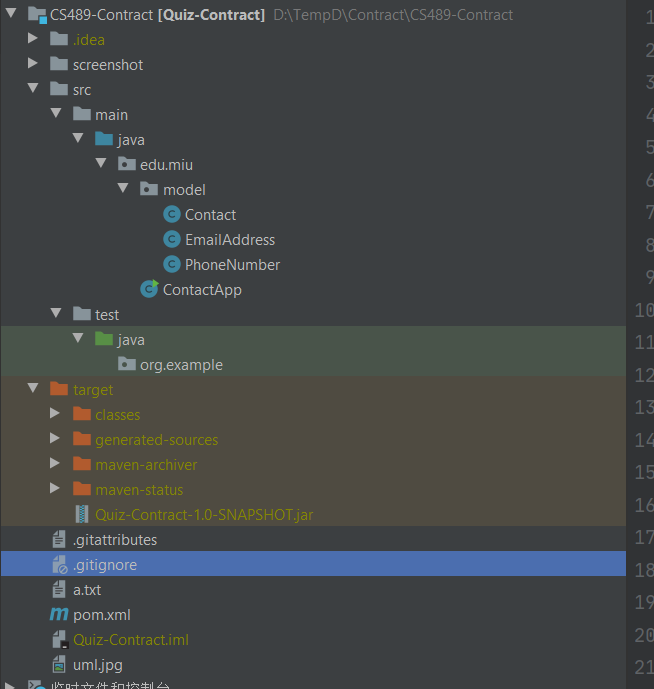 CS489-Contract [Quiz-Contract] D:\TempD\Contract\CS489-Contract
.idea
screenshot
src
main
java
edu.miu
model
Contact
EmailAddress
PhoneNumber
ContactApp
test
java
org.example
target
classes
generated-sources
maven-archiver
maven-status
Quiz-Contract-1.0-SNAPSHOT.jar
.gitattributes
.gitignore
a.txt
pom.xml
Quiz-Contract.iml
uml.jpg
临时文件和控制台
1
2
3
4
5
6
7
8
9
10
11
12
13
14
15
16
17
18
19
20
21